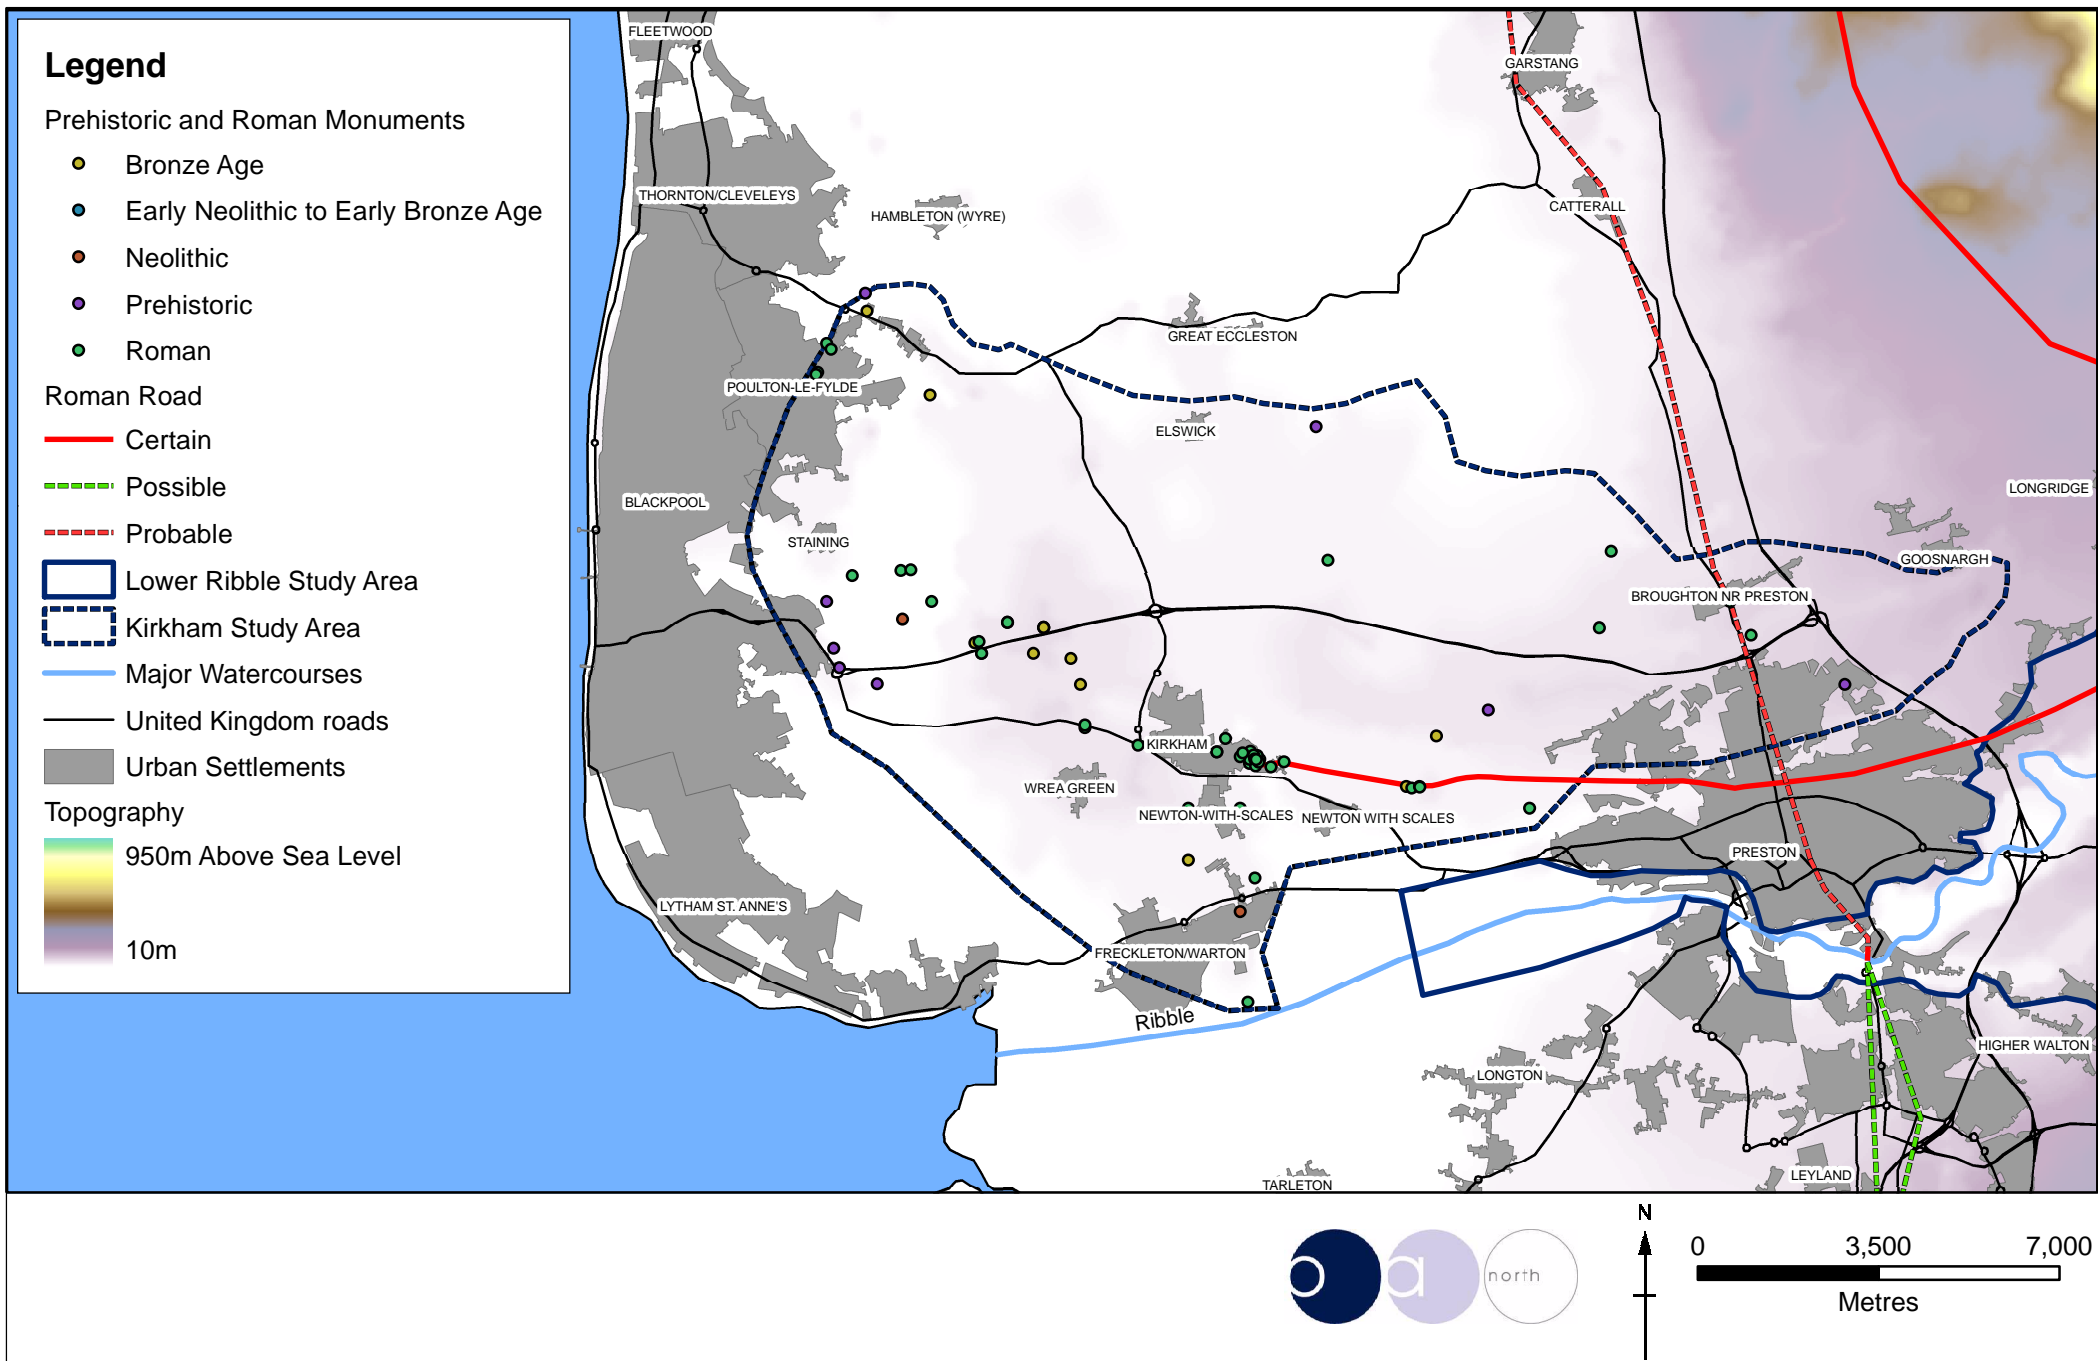 Legend
Prehistoric and Roman Monuments
Bronze Age
Early Neolithic to Early Bronze Age
Neolithic
Prehistoric
Roman
Roman Road
Certain
Possible
Probable
Lower Ribble Study Area
Kirkham Study Area
Major Watercourses
United Kingdom roads
Urban Settlements
Topography
950m Above Sea Level
10m
FLEETWOOD
GARSTANG
THORNTON/CLEVELEYS
HAMBLETON (WYRE)
CATTERALL
GREAT ECCLESTON
POULTON-LE-FYLDE
ELSWICK
BLACKPOOL
LONGRIDGE
STAINING
GOOSNARGH
BROUGHTON NR PRESTON
KIRKHAM
WREA GREEN
NEWTON-WITH-SCALES
NEWTON WITH SCALES
PRESTON
LYTHAM ST. ANNE'S
FRECKLETON/WARTON
Ribble
HIGHER WALTON
LONGTON
LEYLAND
TARLETON
o a north
N
0 3,500 7,000
Metres